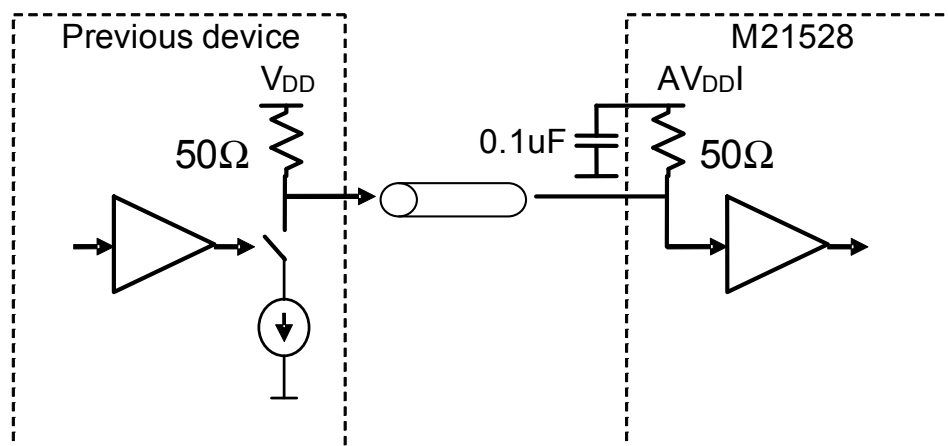 Previous device
M21528
VDD
AVDDI
0.1uF
50Ω
50Ω